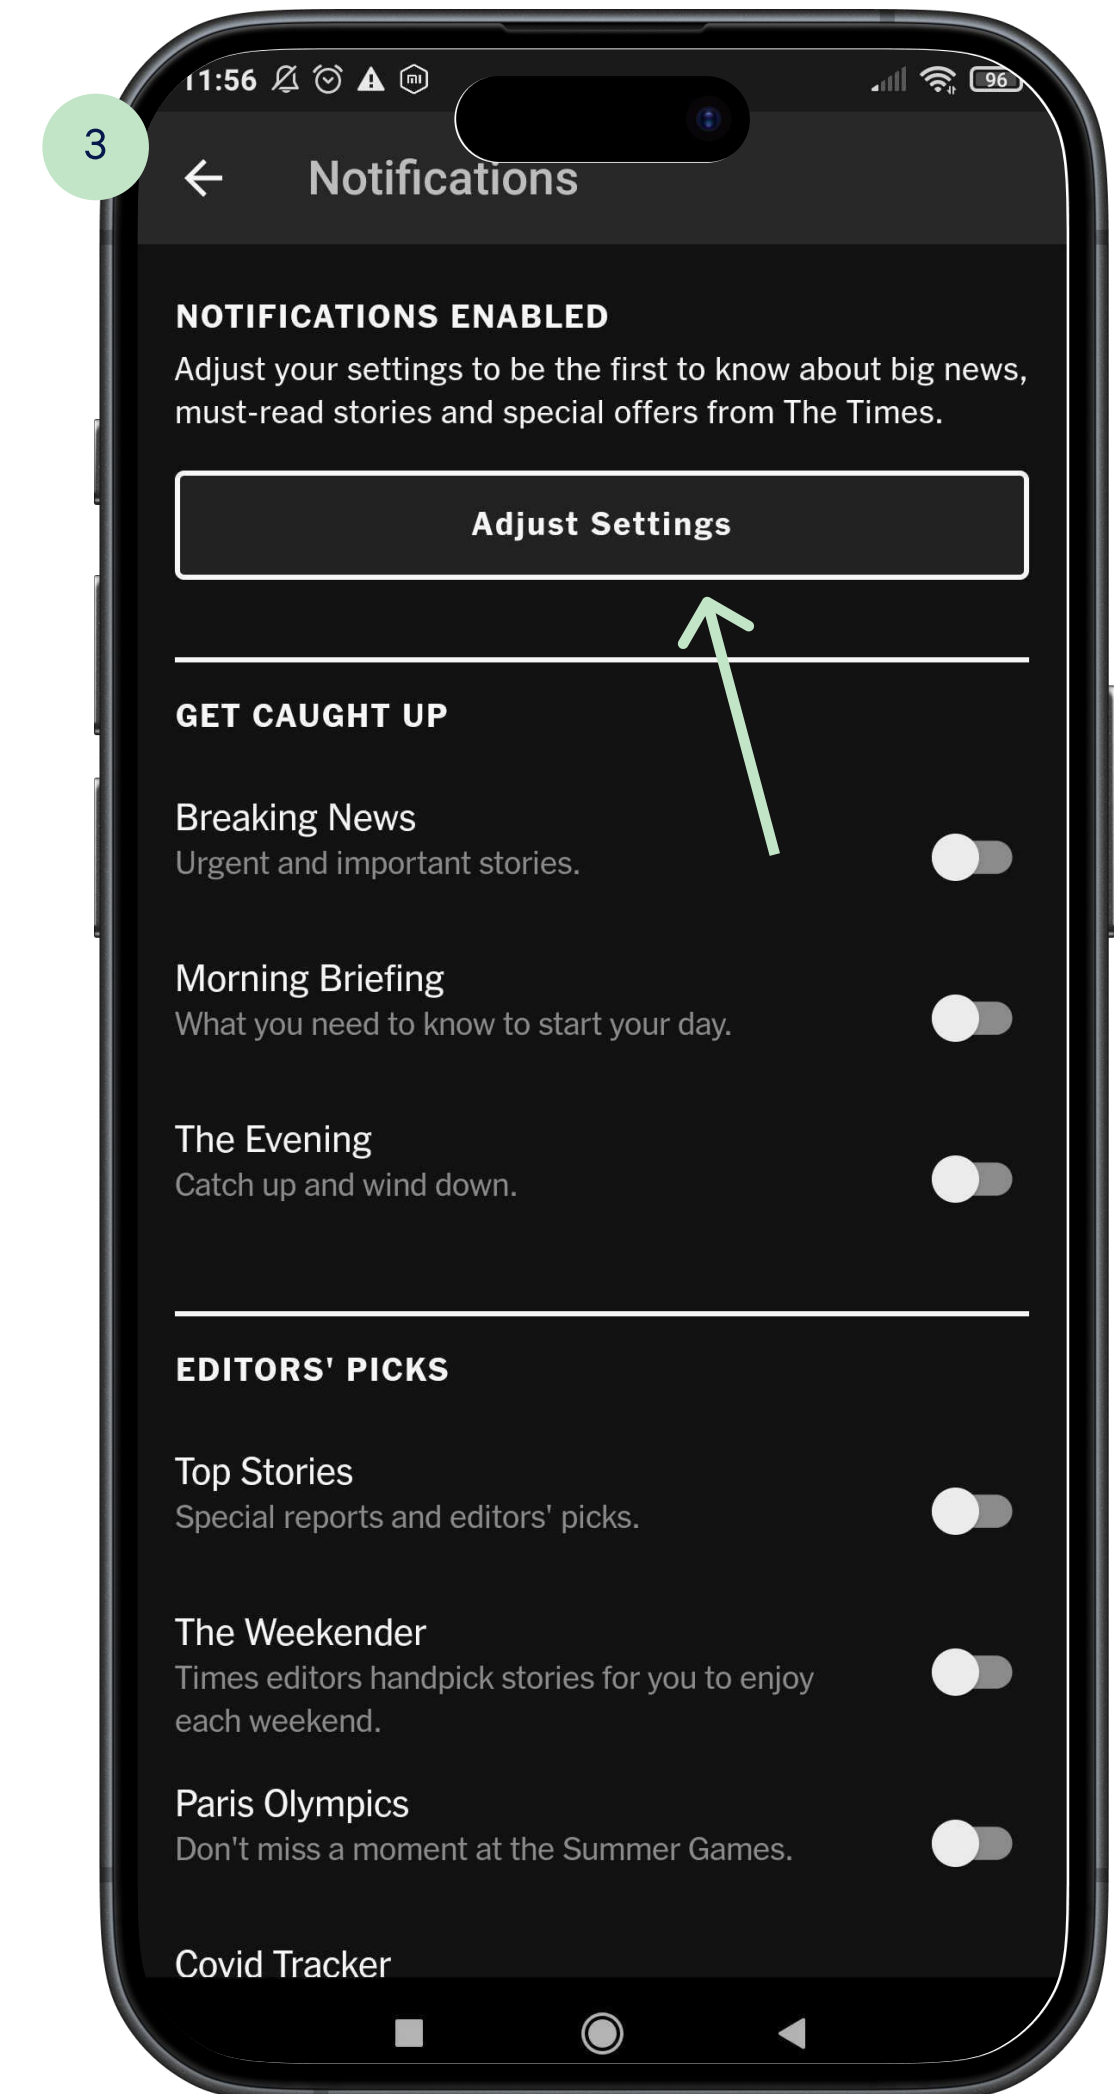 11:56
96
3
Notifications
NOTIFICATIONS ENABLED
Adjust your settings to be the first to know about big news,
must-read stories and special offers from The Times.
Adjust Settings
GET CAUGHT UP
Breaking News
Urgent and important stories.
Morning Briefing
What you need to know to start your day.
The Evening
Catch up and wind down.
EDITORS' PICKS
Top Stories
Special reports and editors' picks.
The Weekender
Times editors handpick stories for you to enjoy
each weekend.
Paris Olympics
Don't miss a moment at the Summer Games.
Covid Tracker